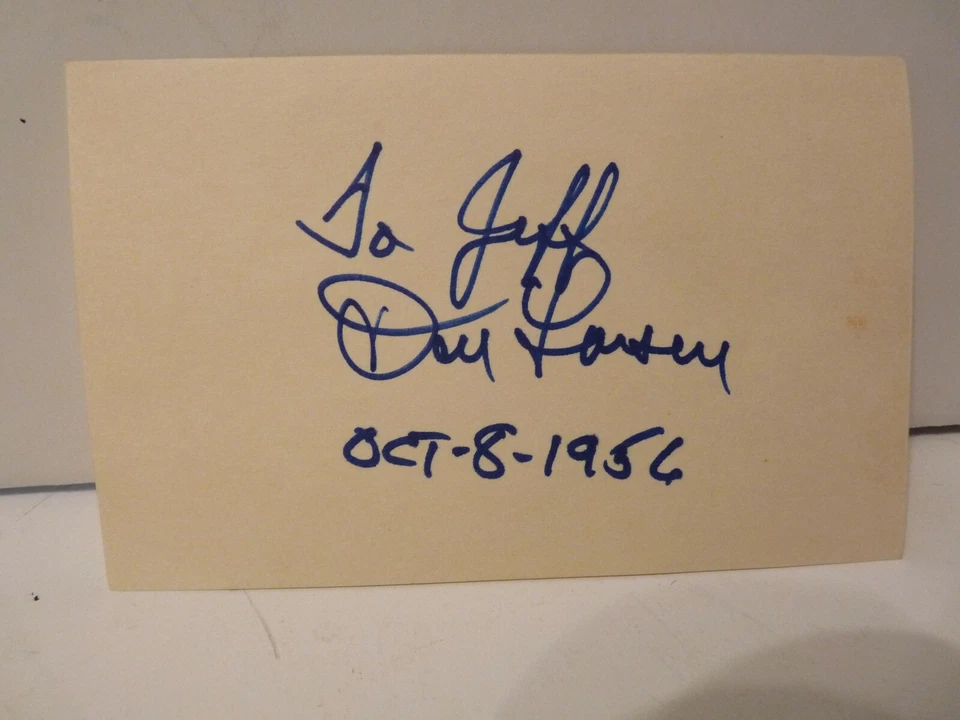 To Jeff
Don Larsen
OCT-8-1956